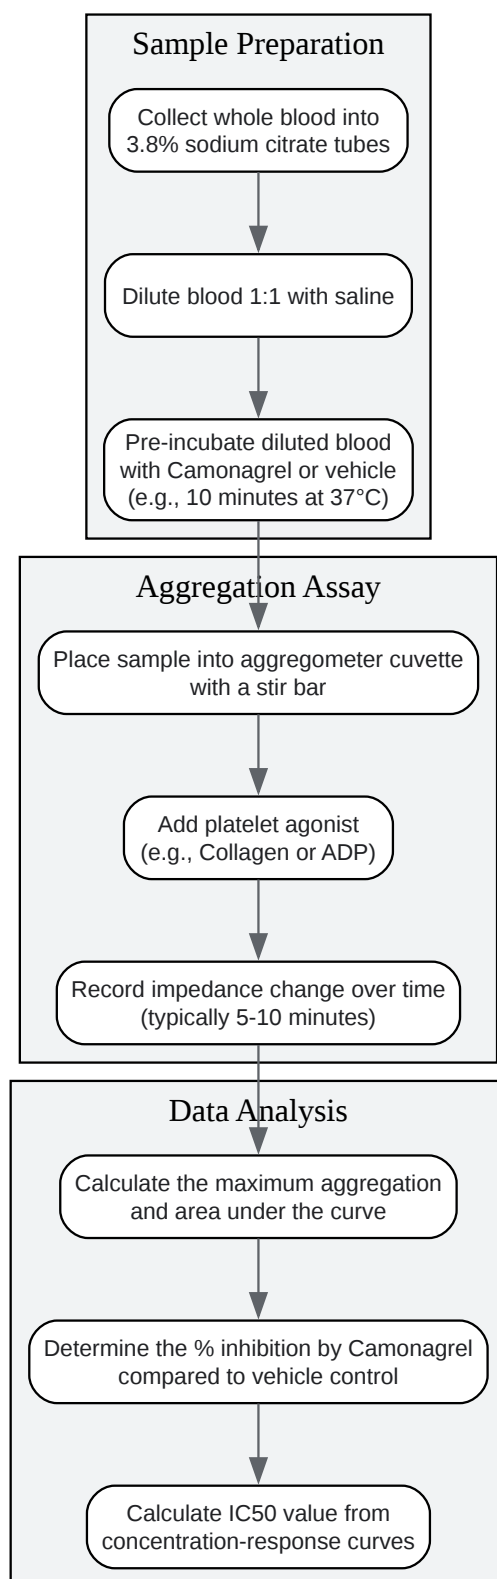 Sample Preparation
Collect whole blood into
3.8% sodium citrate tubes
Dilute blood 1:1 with saline
Pre-incubate diluted blood
with Camonagrel or vehicle
(e.g., 10 minutes at 37°C)
Aggregation Assay
Place sample into aggregometer cuvette
with a stir bar
Add platelet agonist
(e.g., Collagen or ADP)
Record impedance change over time
(typically 5-10 minutes)
Data Analysis
Calculate the maximum aggregation
and area under the curve
Determine the % inhibition by Camonagrel
compared to vehicle control
Calculate IC50 value from
concentration-response curves